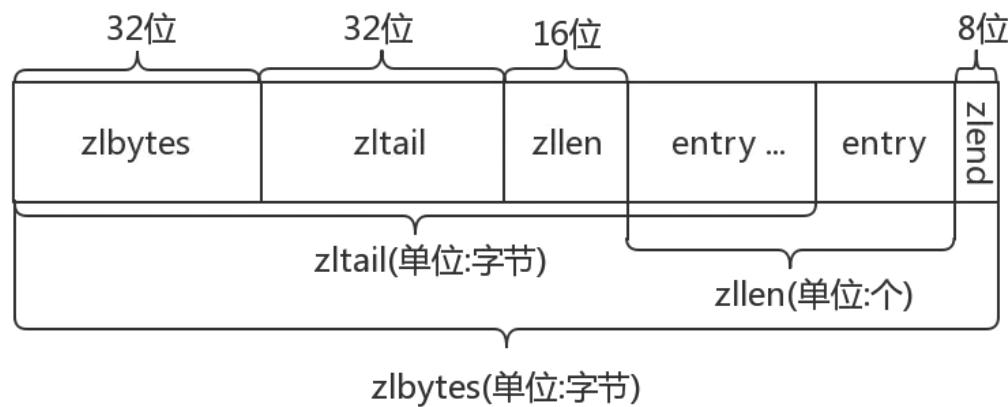 32位 32位 16位 8位
zlbytes zltail zllen entry ... entry zlend
zltail(单位:字节)
zllen(单位:个)
zlbytes(单位:字节)